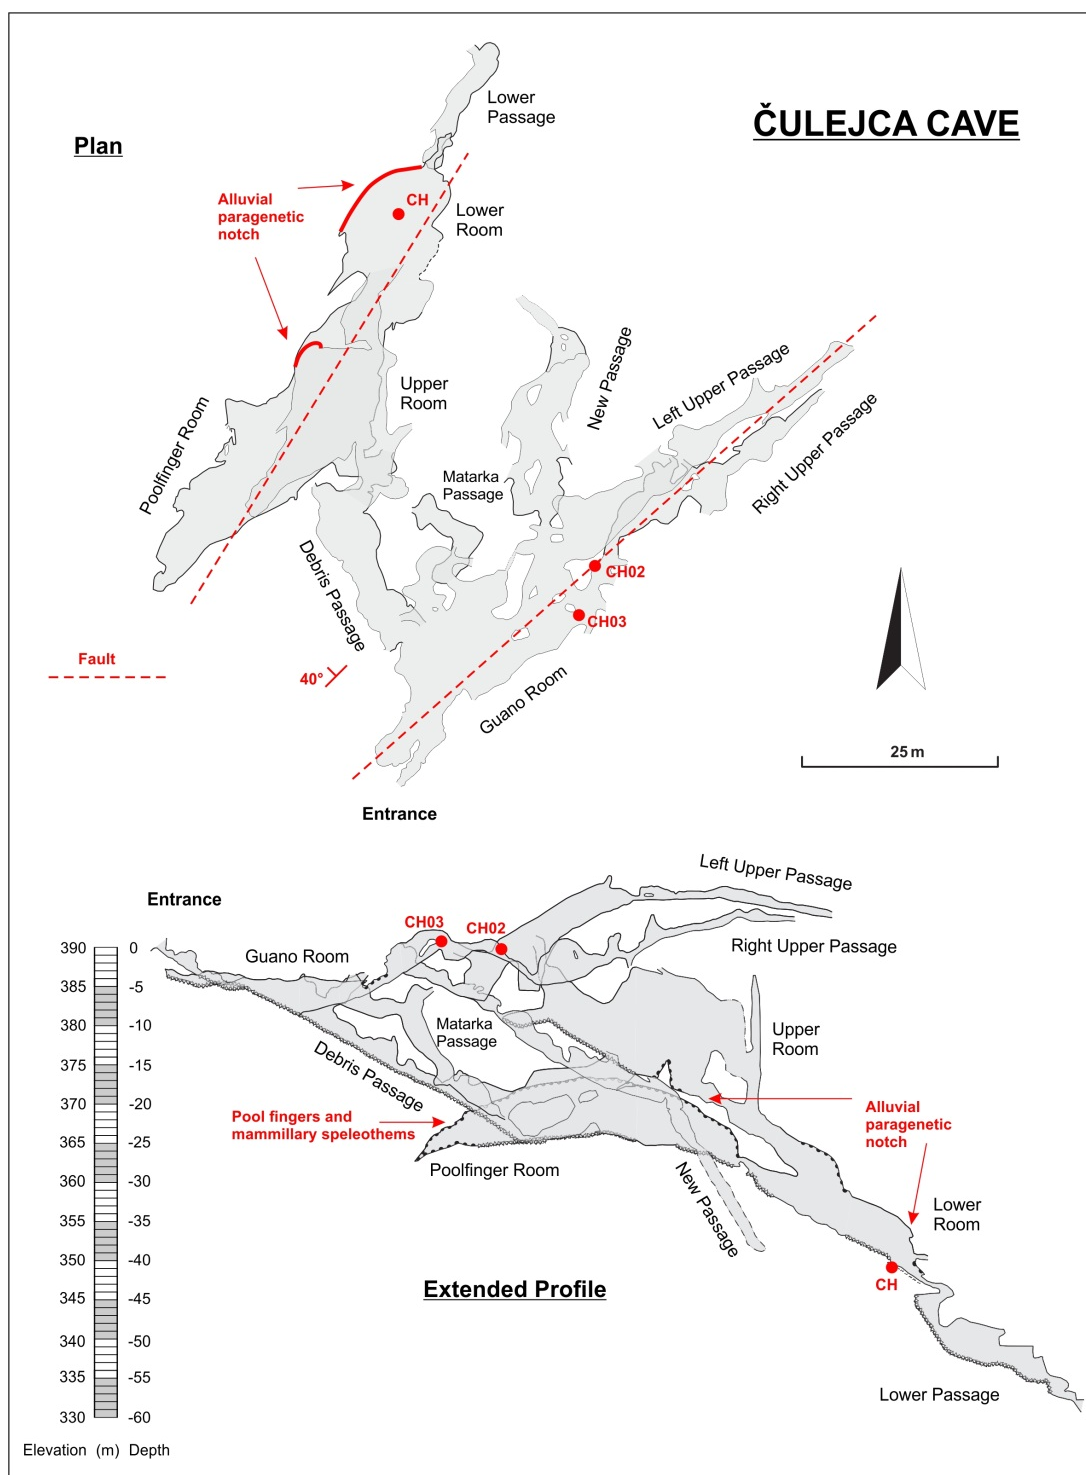 ČULEJCA CAVE
Plan
Lower
Passage
Alluvial
paragenetic
notch
CH
Lower
Room
New Passage
Left Upper Passage
Right Upper Passage
Upper
Room
Poolfinger Room
Matarka
Passage
Debris Passage
CH02
CH03
Fault
40°
Guano Room
25 m
Entrance
Left Upper Passage
Entrance
CH03
CH02
Guano Room
Right Upper Passage
390 0
385 -5
380 -10
375 -15
370 -20
365 -25
360 -30
355 -35
350 -40
345 -45
340 -50
335 -55
330 -60
Elevation (m) Depth
Matarka
Passage
Upper
Room
Debris Passage
Pool fingers and
mammillary speleothems
Alluvial
paragenetic
notch
Poolfinger Room
New Passage
Lower
Room
CH
Extended Profile
Lower Passage